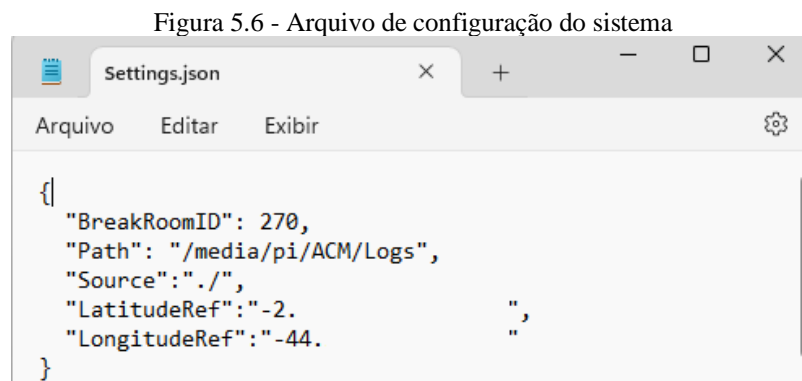 Figura 5.6 - Arquivo de configuração do sistema
Settings.json
Arquivo Editar Exibir
{
"BreakRoomID": 270,
"Path": "/media/pi/ACM/Logs",
"Source":"./",
"LatitudeRef":"-2.                ",
"LongitudeRef":"-44.              "
}